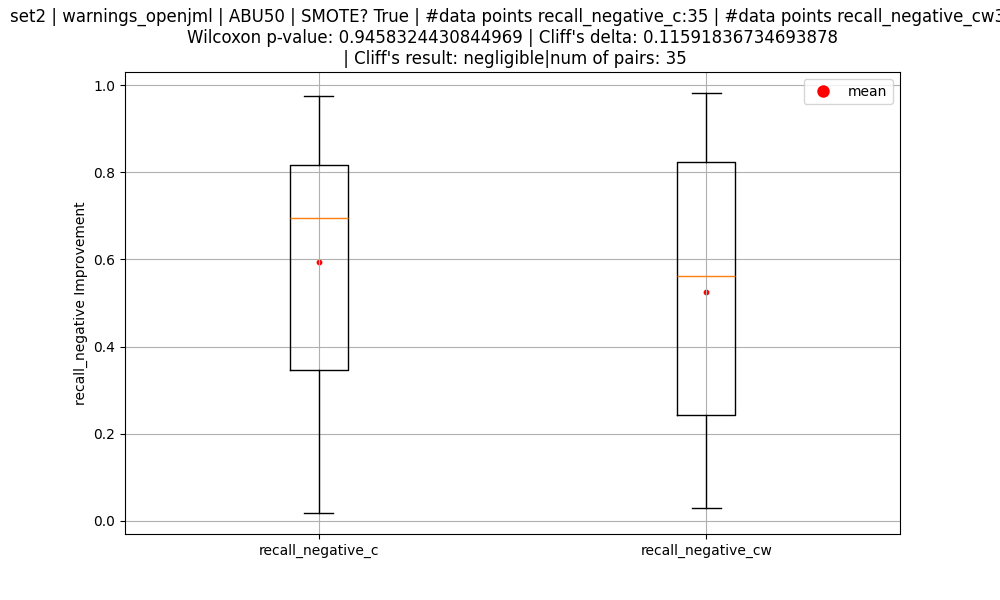 set2 | warnings_openjml | ABU50 | SMOTE? True | #data points recall_negative_c:35 | #data points recall_negative_cw3
Wilcoxon p-value: 0.9458324430844969 | Cliff's delta: 0.11591836734693878
| Cliff's result: negligible|num of pairs: 35
mean
1.0
0.8
0.6
0.4
0.2
0.0
recall_negative Improvement
recall_negative_c
recall_negative_cw